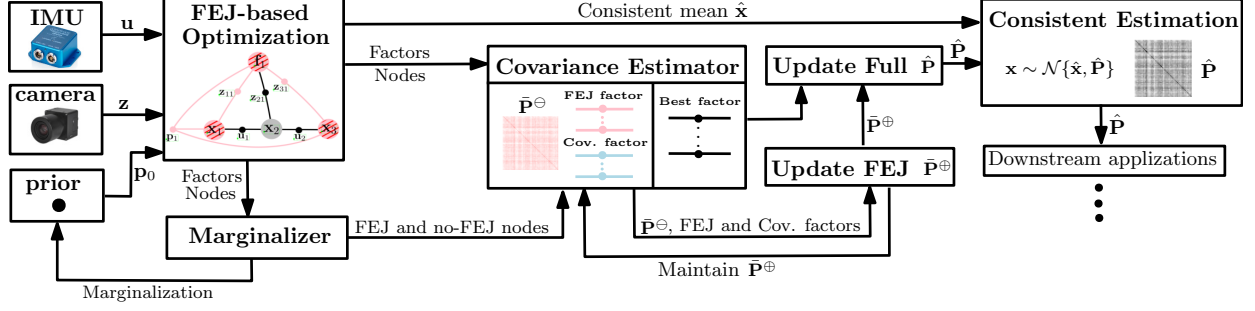 IMU
u
camera
z
prior
p₀
FEJ-based
Optimization
f₁
z₁₁
z₂₁
z₃₁
p₁
x₁
u₁
x₂
u₂
Factors
Nodes
Marginalizer
Marginalization
Consistent mean x̂
Factors
Nodes
FEJ and no-FEJ nodes
Covariance Estimator
P̄⊖
FEJ factor
Cov. factor
Best factor
P̄⊖, FEJ and Cov. factors
Maintain P̄⊕
Update Full P̂
P̄⊕
Update FEJ P̄⊕
P̂
Consistent Estimation
x ∼ 𝒩{x̂, P̂}
P̂
P̂
Downstream applizations